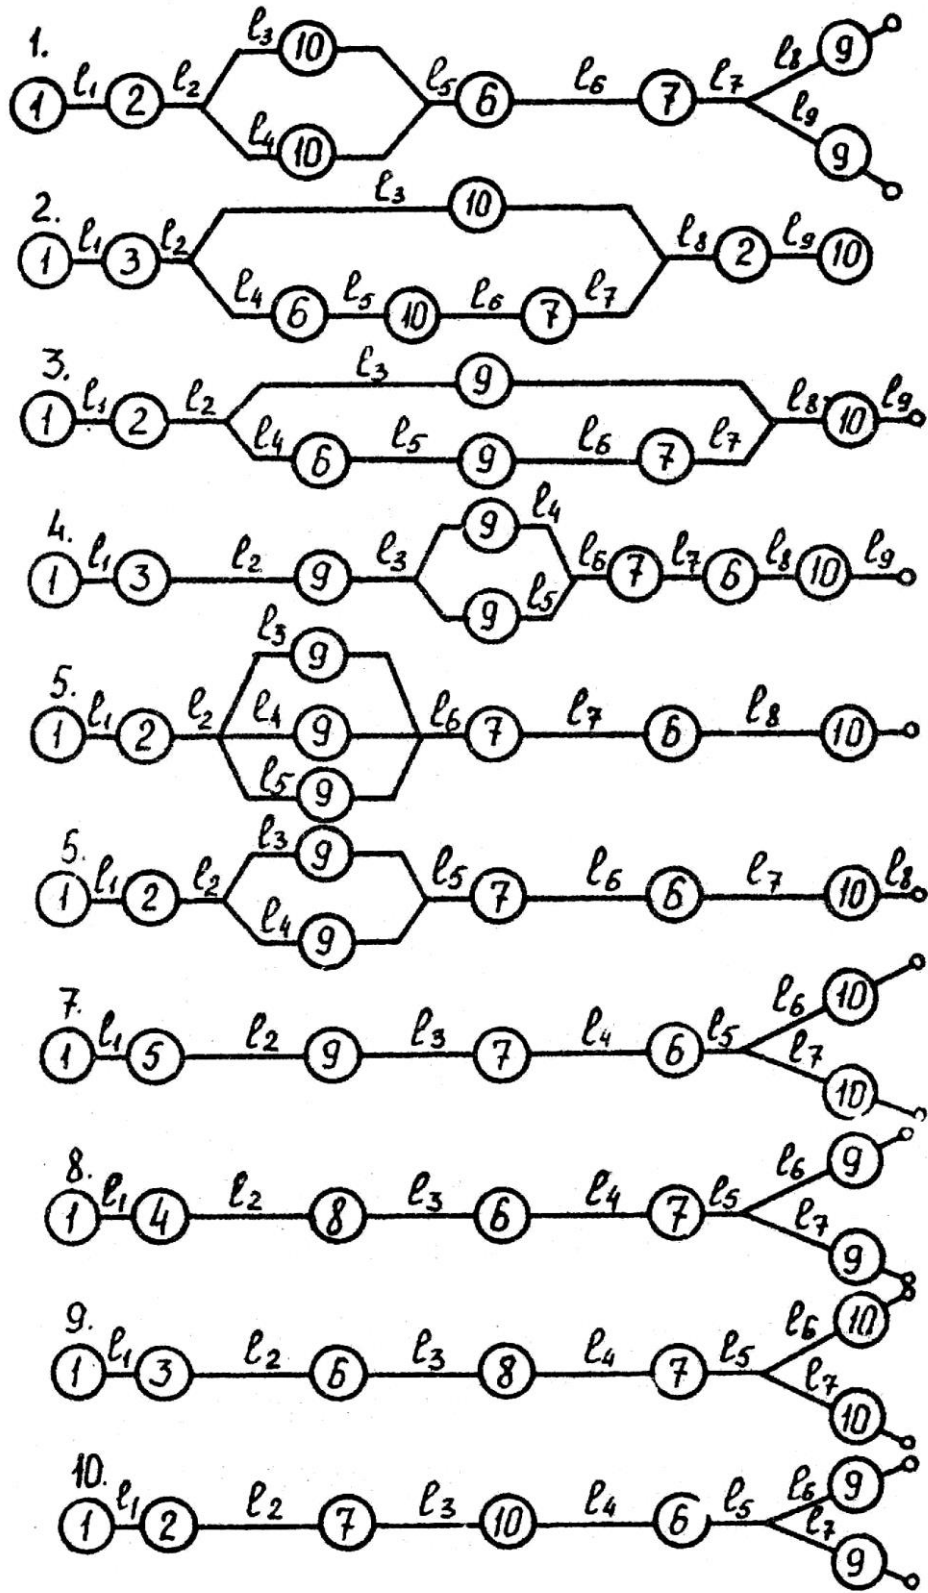 1.
1 l₁ 2 l₂ l₃ 10 l₄ 10 l₅ 6 l₆ 7 l₇ l₈ 9 l₉ 9
2.
1 l₁ 3 l₂ l₃ 10 l₄ 6 l₅ 10 l₆ 7 l₇ l₈ 2 l₉ 10
3.
1 l₁ 2 l₂ l₃ 9 l₄ 6 l₅ 9 l₆ 7 l₇ l₈ 10 l₉
4.
1 l₁ 3 l₂ 9 l₃ 9 l₄ 9 l₅ l₆ 7 l₇ 6 l₈ 10 l₉
5.
1 l₁ 2 l₂ l₃ 9 l₄ 9 l₅ 9 l₆ 7 l₇ 6 l₈ 10
5.
1 l₁ 2 l₂ l₃ 9 l₄ 9 l₅ 7 l₆ 6 l₇ 10 l₈
7.
1 l₁ 5 l₂ 9 l₃ 7 l₄ 6 l₅ l₆ 10 l₇ 10
8.
1 l₁ 4 l₂ 8 l₃ 6 l₄ 7 l₅ l₆ 9 l₇ 9
9.
1 l₁ 3 l₂ 6 l₃ 8 l₄ 7 l₅ l₆ 10 l₇ 10
10.
1 l₁ 2 l₂ 7 l₃ 10 l₄ 6 l₅ l₆ 9 l₇ 9